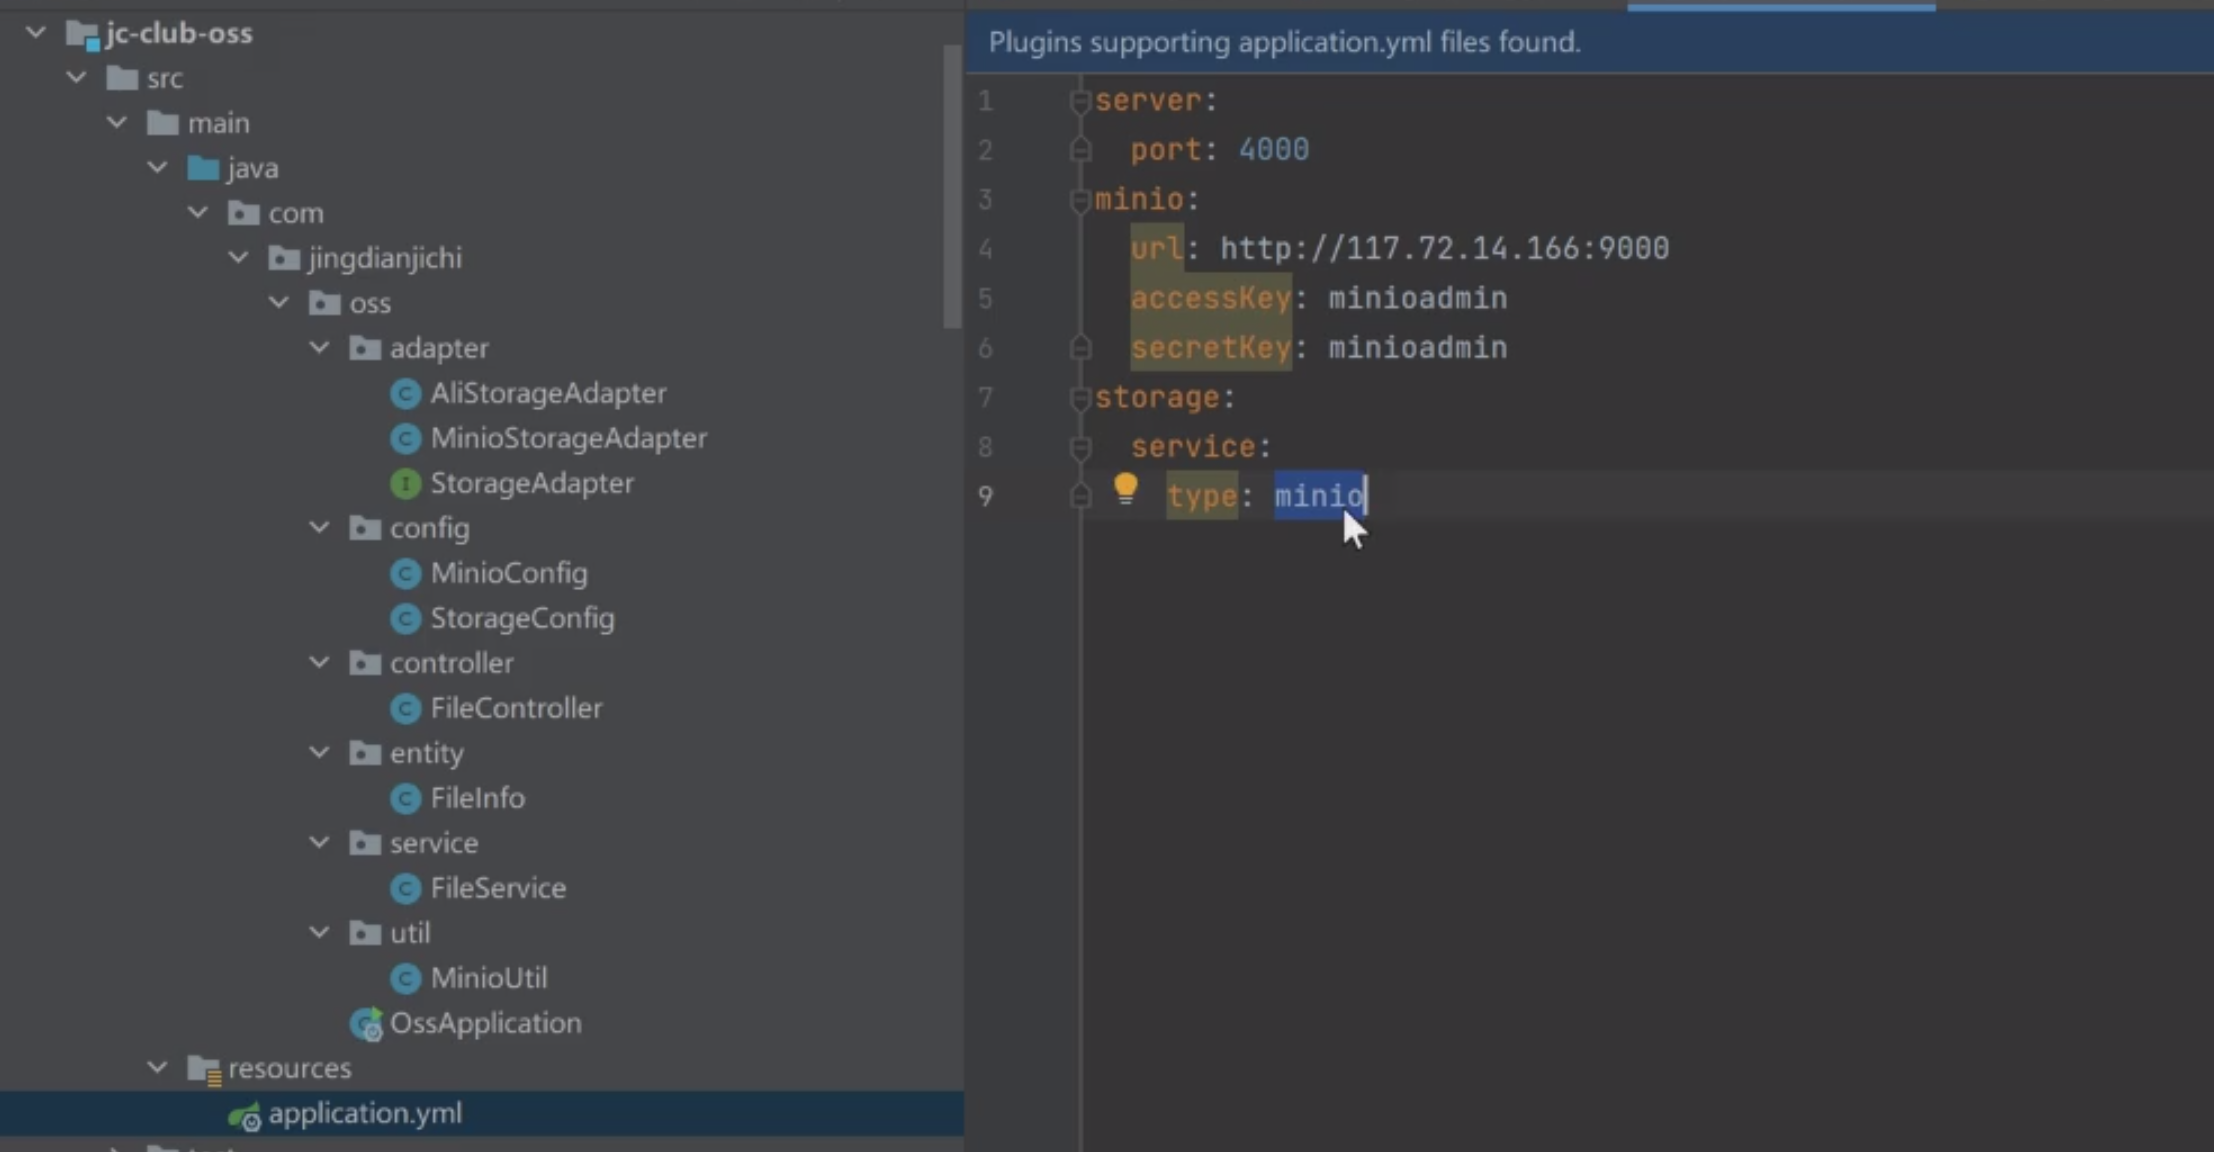 jc-club-oss
src
main
java
com
jingdianjichi
oss
adapter
AliStorageAdapter
MinioStorageAdapter
StorageAdapter
config
MinioConfig
StorageConfig
controller
FileController
entity
FileInfo
service
FileService
util
MinioUtil
OssApplication
resources
application.yml
Plugins supporting application.yml files found.
1 server:
2 port: 4000
3 minio:
4 url: http://117.72.14.166:9000
5 accessKey: minioadmin
6 secretKey: minioadmin
7 storage:
8 service:
9 type: minio